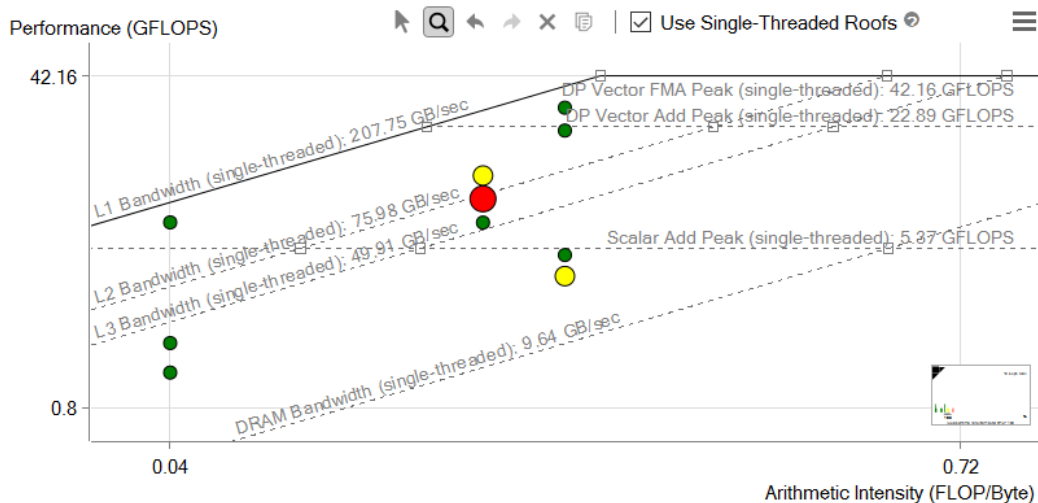 Performance (GFLOPS)
Use Single-Threaded Roofs
42.16
DP Vector FMA Peak (single-threaded): 42.16 GFLOPS
DP Vector Add Peak (single-threaded): 22.89 GFLOPS
L1 Bandwidth (single-threaded): 207.75 GB/sec
L2 Bandwidth (single-threaded): 75.98 GB/sec
Scalar Add Peak (single-threaded): 5.37 GFLOPS
L3 Bandwidth (single-threaded): 49.91 GB/sec
DRAM Bandwidth (single-threaded): 9.64 GB/sec
0.8
0.04
0.72
Arithmetic Intensity (FLOP/Byte)